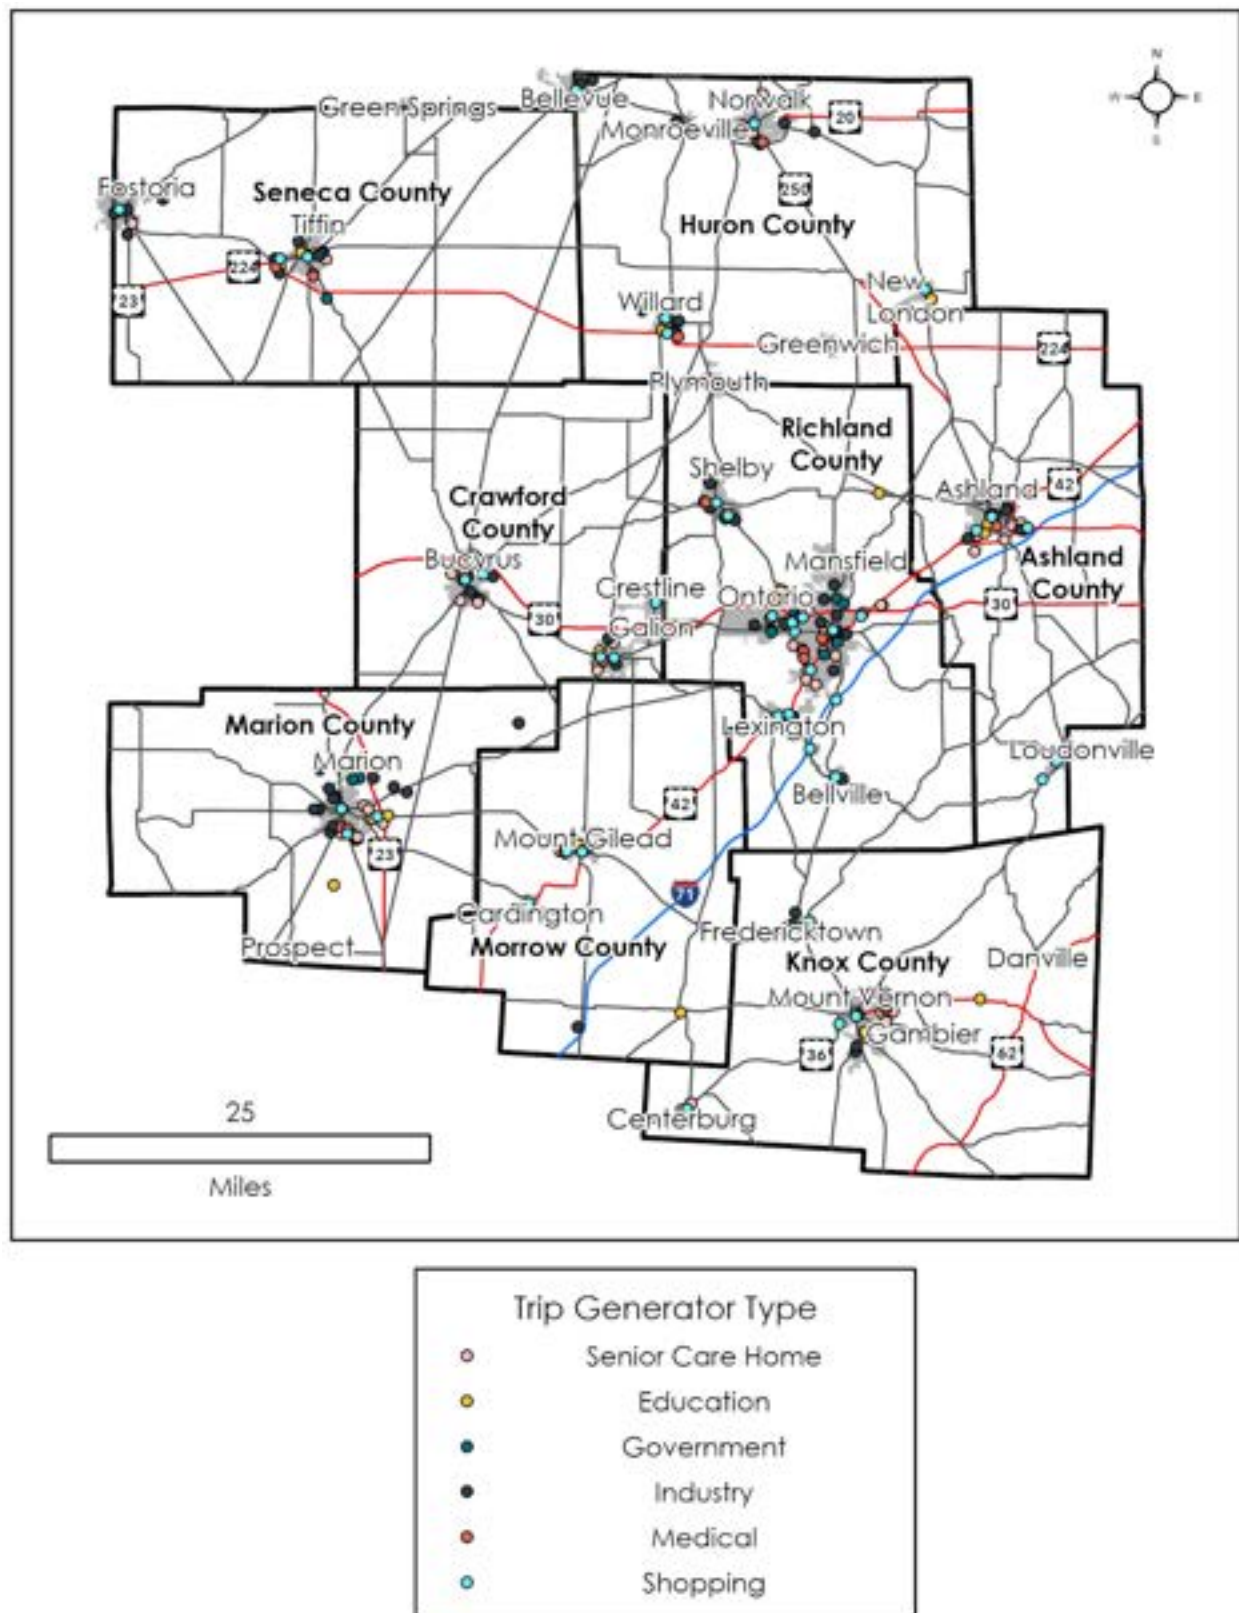 N
W
E
S
Bellevue
Norwalk
Green Springs
20
Monroeville
Fostoria
Seneca County
250
Tiffin
Huron County
224
New
London
23
Willard
Greenwich
224
Plymouth
Richland
County
Shelby
Ashland
42
Crawford
County
Bucyrus
Mansfield
Ashland
County
Crestline
Ontario
30
30
Galion
Marion County
Lexington
Marion
Loudonville
Bellville
42
Mount Gilead
23
71
Cardington
Fredericktown
Prospect
Morrow County
Knox County
Danville
Mount Vernon
Gambier
36
62
25
Centerburg
Miles
Trip Generator Type
Senior Care Home
Education
Government
Industry
Medical
Shopping